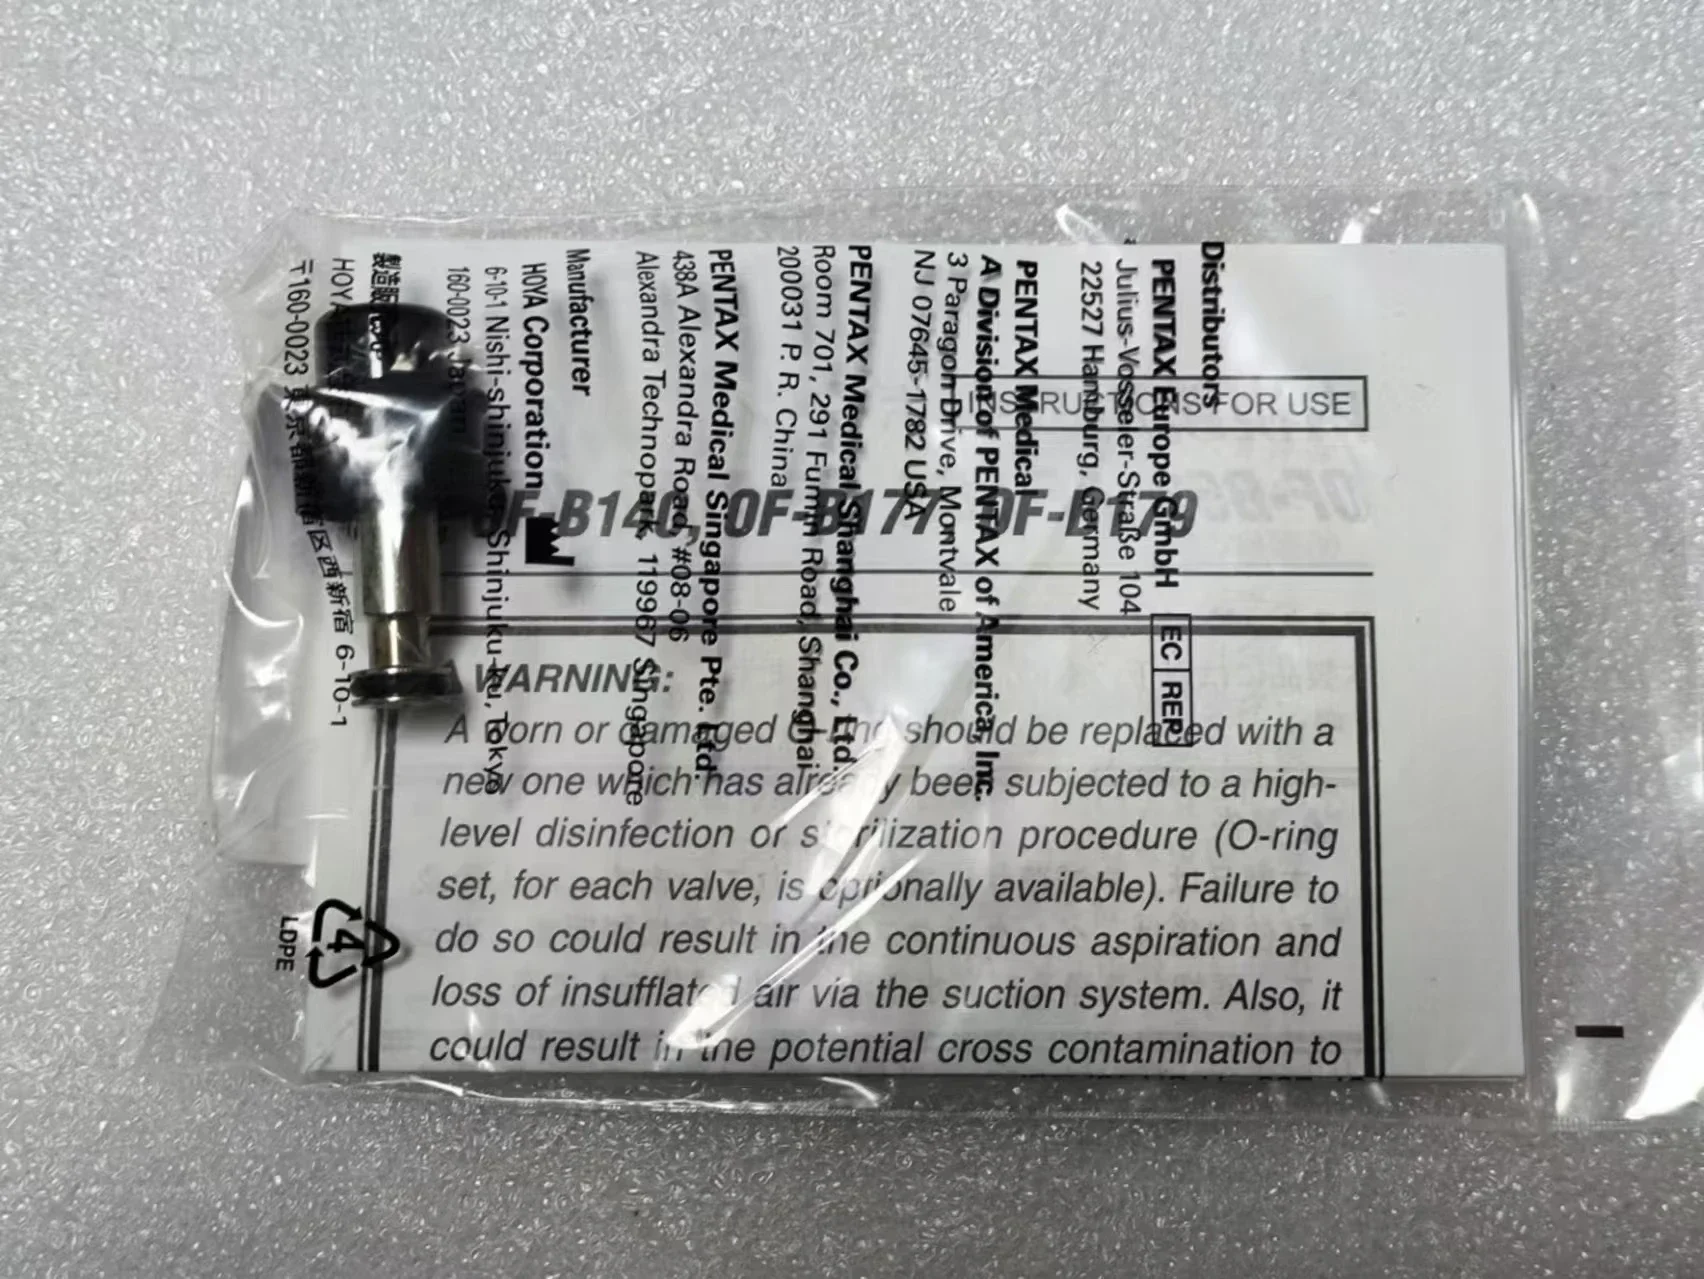 Distributors
PENTAX Europe GmbH EC REP
Julius-Vosseler-Straße 104
22527 Hamburg, Germany
PENTAX Medical
A Division of PENTAX of America, Inc.
3 Paragon Drive, Montvale
NJ 07645-1782 USA
PENTAX Medical Shanghai Co., Ltd.
Room 701, 291 Fumin Road, Shanghai
200031 P. R. China
PENTAX Medical Singapore Pte. Ltd.
438A Alexandra Road, #08-06
Alexandra Technopark, 119967 Singapore
Manufacturer
HOYA Corporation
6-10-1 Nishi-shinjuku, Shinjuku-ku, Tokyo
160-0023 Japan
製造販
HOYA
〒160-0023 東京都新宿区西新宿 6-10-1
4
LDPE
INSTRUCTIONS FOR USE
OF-B140, OF-B177, OF-B179
WARNING:
A worn or damaged O-ring should be replaced with a
new one which has already been subjected to a high-
level disinfection or sterilization procedure (O-ring
set, for each valve, is optionally available). Failure to
do so could result in the continuous aspiration and
loss of insufflated air via the suction system. Also, it
could result in the potential cross contamination to